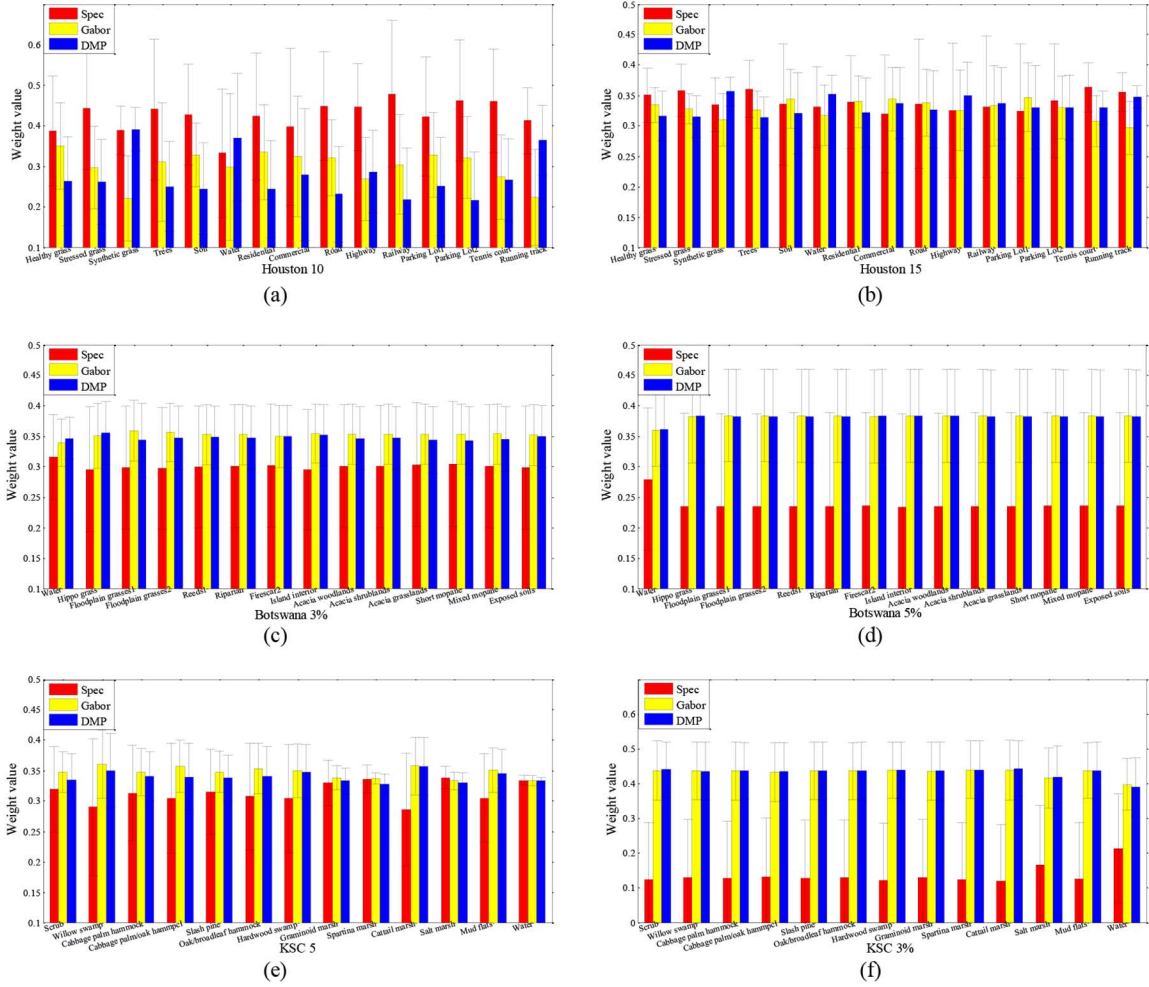 Spec
Gabor
DMP
0.6
0.5
0.4
0.3
0.2
0.1
Weight value
Healthy grass
Stressed grass
Synthetic grass
Trees
Soil
Water
Residential
Commercial
Road
Highway
Railway
Parking Lot1
Parking Lot2
Tennis court
Running track
Houston 10
(a)
0.5
Spec
Gabor
DMP
0.45
0.4
0.35
0.3
0.25
0.2
0.15
0.1
Weight value
Healthy grass
Stressed grass
Synthetic grass
Trees
Soil
Water
Residential
Commercial
Road
Highway
Railway
Parking Lot1
Parking Lot2
Tennis court
Running track
Houston 15
(b)
0.5
Spec
Gabor
DMP
0.45
0.4
0.35
0.3
0.25
0.2
0.15
0.1
Weight value
Water
Hippo grass
Floodplain grasses1
Floodplain grasses2
Reeds1
Riparian
Firescar2
Island interior
Acacia woodlands
Acacia shrublands
Acacia grasslands
Short mopane
Mixed mopane
Exposed soils
Botswana 3%
(c)
0.5
Spec
Gabor
DMP
0.45
0.4
0.35
0.3
0.25
0.2
0.15
0.1
Weight value
Water
Hippo grass
Floodplain grasses1
Floodplain grasses2
Reeds1
Riparian
Firescar2
Island interior
Acacia woodlands
Acacia shrublands
Acacia grasslands
Short mopane
Mixed mopane
Exposed soils
Botswana 5%
(d)
0.5
Spec
Gabor
DMP
0.45
0.4
0.35
0.3
0.25
0.2
0.15
0.1
Weight value
Scrub
Willow swamp
Cabbage palm hammock
Cabbage palm/oak hammpcl
Slash pine
Oak/broadleaf hammock
Hardwood swamp
Graminoid marsh
Spartina marsh
Cattail marsh
Salt marsh
Mud flats
Water
KSC 5
(e)
Spec
Gabor
DMP
0.6
0.5
0.4
0.3
0.2
0.1
0
Weight value
Scrub
Willow swamp
Cabbage palm hammock
Cabbage palm/oak hammpcl
Slash pine
Oak/broadleaf hammock
Hardwood swamp
Graminoid marsh
Spartina marsh
Cattail marsh
Salt marsh
Mud flats
Water
KSC 3%
(f)